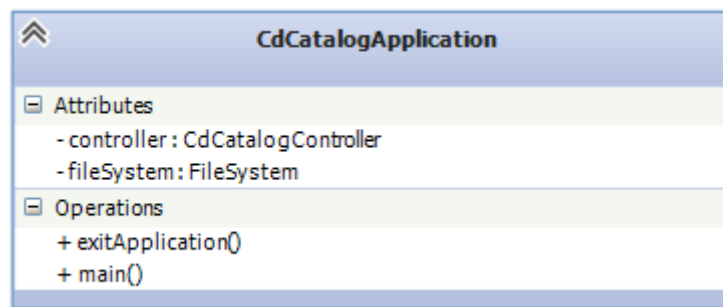 CdCatalogApplication
Attributes
- controller : CdCatalogController
- fileSystem : FileSystem
Operations
+ exitApplication()
+ main()